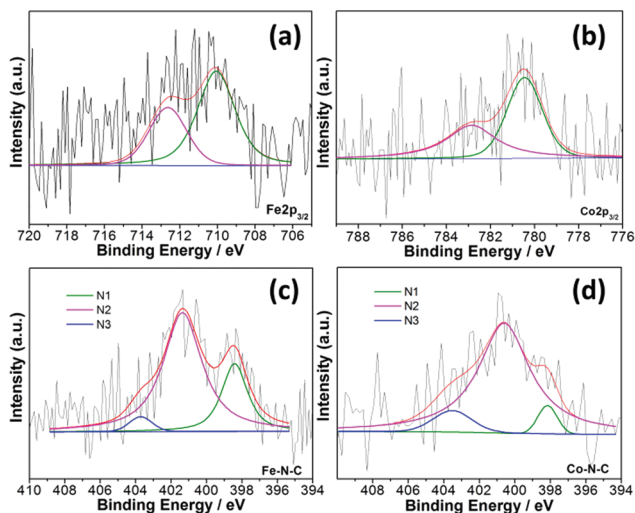 (a)
Intensity (a.u.)
Fe2p3/2
720 718 716 714 712 710 708 706
Binding Energy / eV
(b)
Intensity (a.u.)
Co2p3/2
788 786 784 782 780 778 776
Binding Energy / eV
(c)
N1
N2
N3
Intensity (a.u.)
Fe-N-C
410 408 406 404 402 400 398 396 394
Binding Energy / eV
(d)
N1
N2
N3
Intensity (a.u.)
Co-N-C
408 406 404 402 400 398 396 394
Binding Energy / eV